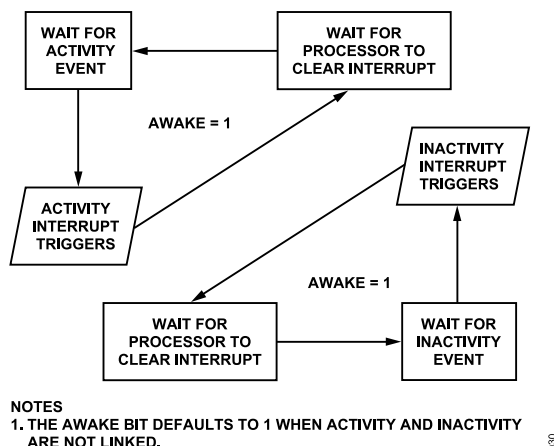 WAIT FOR
ACTIVITY
EVENT
WAIT FOR
PROCESSOR TO
CLEAR INTERRUPT
AWAKE = 1
ACTIVITY
INTERRUPT
TRIGGERS
INACTIVITY
INTERRUPT
TRIGGERS
AWAKE = 1
WAIT FOR
PROCESSOR TO
CLEAR INTERRUPT
WAIT FOR
INACTIVITY
EVENT
NOTES
1. THE AWAKE BIT DEFAULTS TO 1 WHEN ACTIVITY AND INACTIVITY
ARE NOT LINKED.